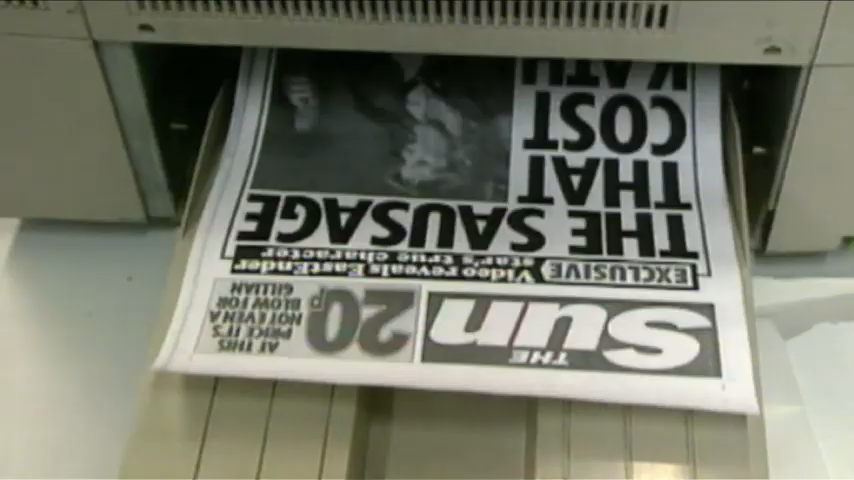 THE Sun
20p
AT THIS
PRICE IT'S
NOT EVEN A
BLOW FOR
GILLIAN
EXCLUSIVE
Video reveals EastEnder
star's true character
THE SAUSAGE
THAT
COST